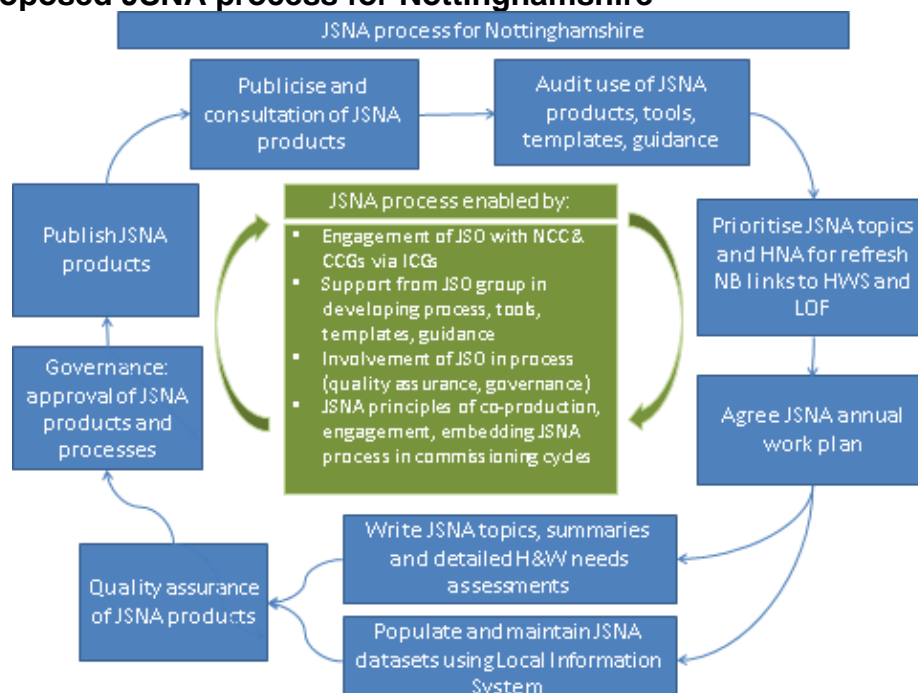 oposed JSNA process for Nottinghamshire
JSNA process for Nottinghamshire
Publicise and
consultation of JSNA
products
Audit use of JSNA
products, tools,
templates, guidance
Prioritise JSNA topics
and HNA for refresh
NB links to HWS and
LOF
Agree JSNA annual
work plan
Write JSNA topics, summaries
and detailed H&W needs
assessments
Populate and maintain JSNA
datasets using Local Information
System
Quality assurance
of JSNA products
Governance:
approval of JSNA
products and
processes
Publish JSNA
products
JSNA process enabled by:
▪ Engagement of JSO with NCC &
CCGs via ICGs
▪ Support from JSO group in
developing process, tools,
templates, guidance
▪ Involvement of JSO in process
(quality assurance, governance)
▪ JSNA principles of co-production,
engagement, embedding JSNA
process in commissioning cycles